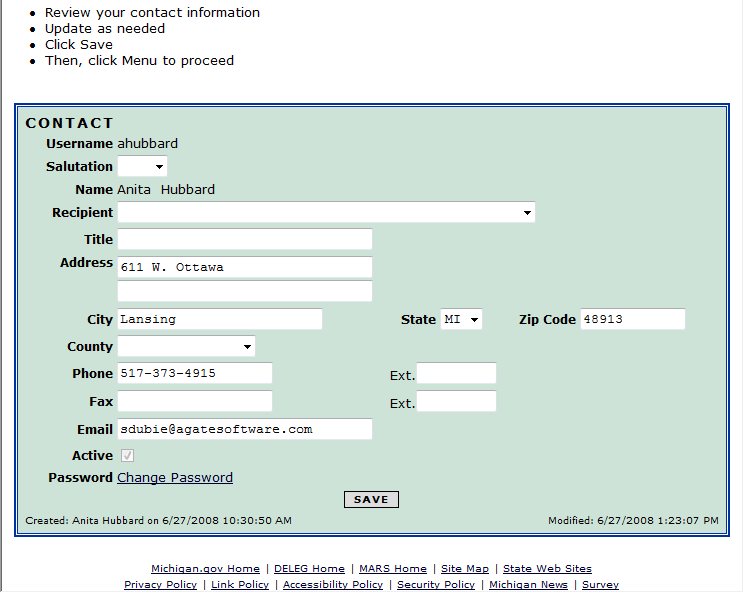 Review your contact information
Update as needed
Click Save
Then, click Menu to proceed
CONTACT
Username ahubbard
Salutation
Name Anita Hubbard
Recipient
Title
Address 611 W. Ottawa
City Lansing State MI Zip Code 48913
County
Phone 517-373-4915 Ext.
Fax Ext.
Email sdubie@agatesoftware.com
Active
Password Change Password
SAVE
Created: Anita Hubbard on 6/27/2008 10:30:50 AM Modified: 6/27/2008 1:23:07 PM
Michigan.gov Home | DELEG Home | MARS Home | Site Map | State Web Sites
Privacy Policy | Link Policy | Accessibility Policy | Security Policy | Michigan News | Survey